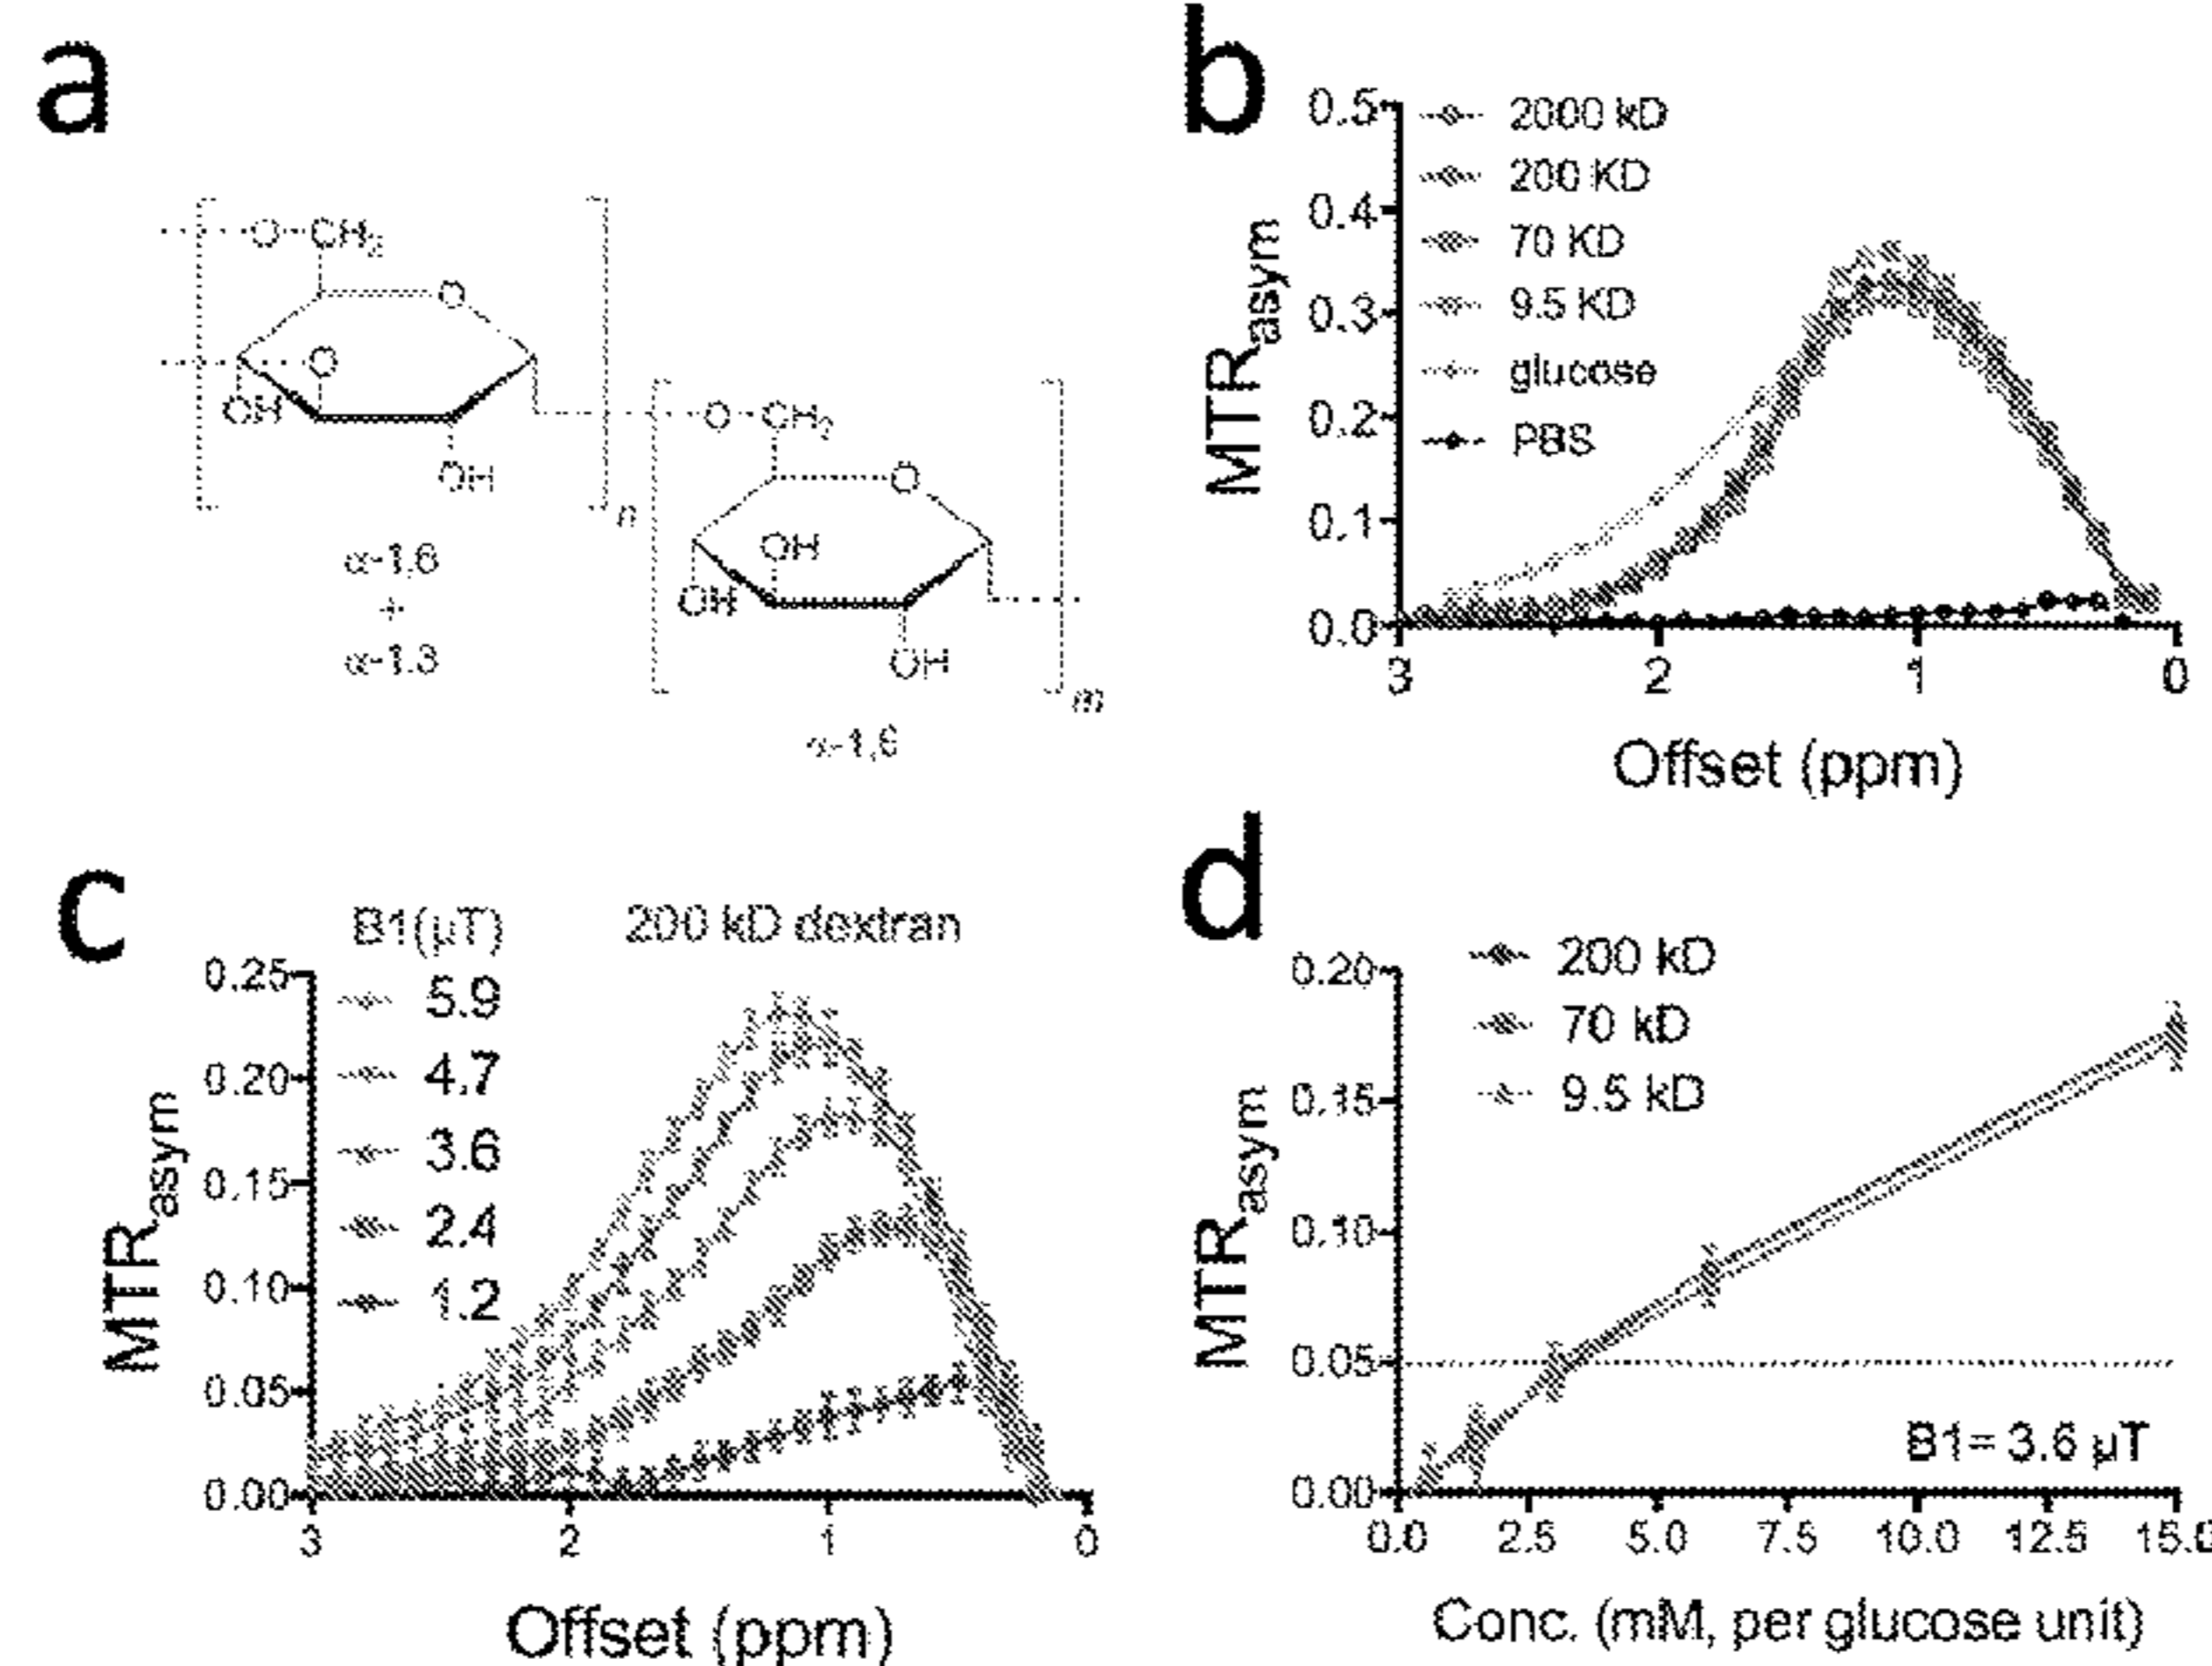 a
O CH2
O
O
OH
OH
n
α-1,6
+
α-1,3
O CH2
O
OH
OH
OH
m
α-1,6
b
0.5
0.4
0.3
0.2
0.1
0.0
MTRasym
2000 kD
200 KD
70 KD
9.5 KD
glucose
PBS
3 2 1 0
Offset (ppm)
c
B1(μT) 200 kD dextran
5.9
4.7
3.6
2.4
1.2
0.25
0.20
0.15
0.10
0.05
0.00
MTRasym
3 2 1 0
Offset (ppm)
d
200 kD
70 kD
9.5 kD
0.20
0.15
0.10
0.05
0.00
MTRasym
B1= 3.6 μT
0.0 2.5 5.0 7.5 10.0 12.5 15.0
Conc. (mM, per glucose unit)